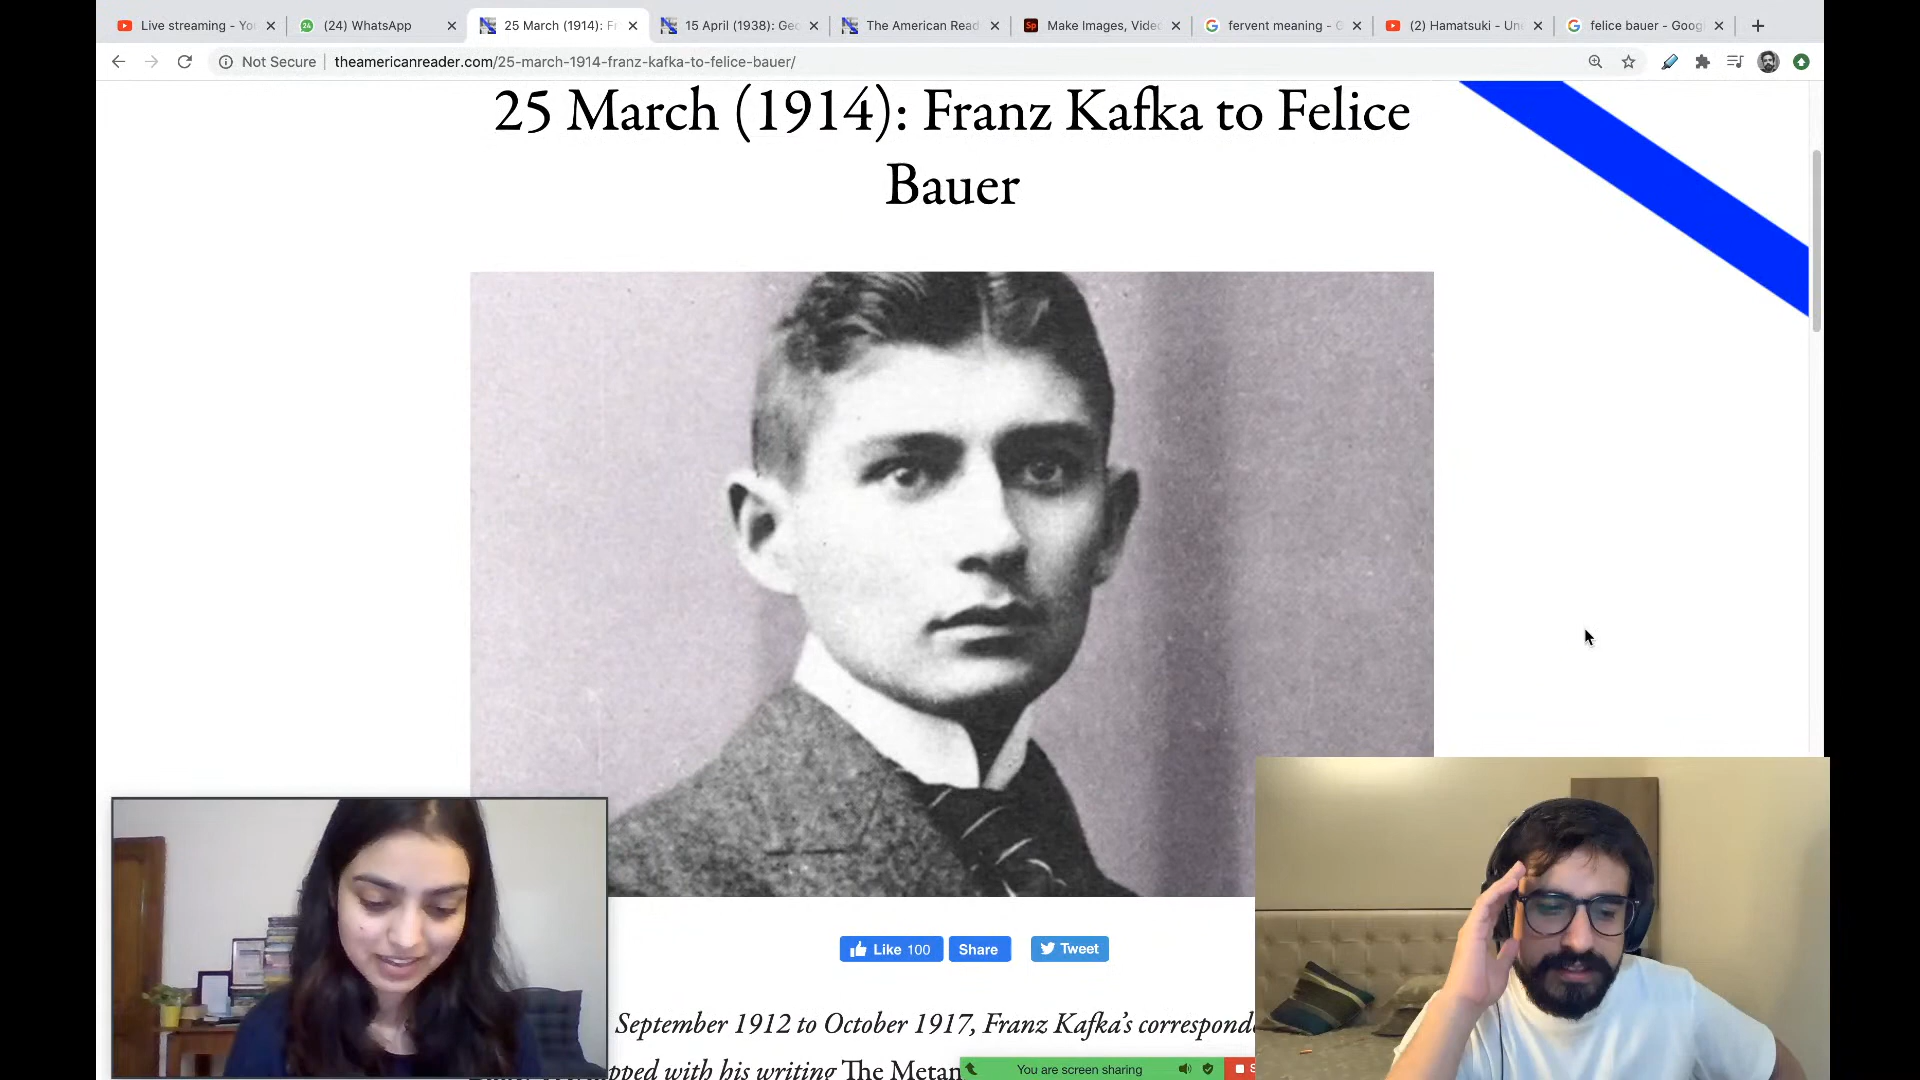 Live streaming - Yo
(24) WhatsApp
25 March (1914): F
15 April (1938): Geo
The American Read
Make Images, Vide
fervent meaning - G
(2) Hamatsuki - Un
felice bauer - Goog
Not Secure
theamericanreader.com/25-march-1914-franz-kafka-to-felice-bauer/
25 March (1914): Franz Kafka to Felice
Bauer
Like 100
Share
Tweet
September 1912 to October 1917, Franz Kafka's correspond
pped with his writing The Metan
You are screen sharing